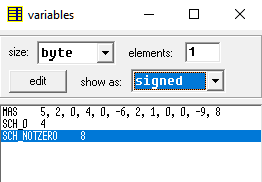 variables
size: byte elements: 1
edit show as: signed
MAS 5, 2, 0, 4, 0, -6, 2, 1, 0, 0, -9, 8
SCH_0 4
SCH_NOTZERO 8